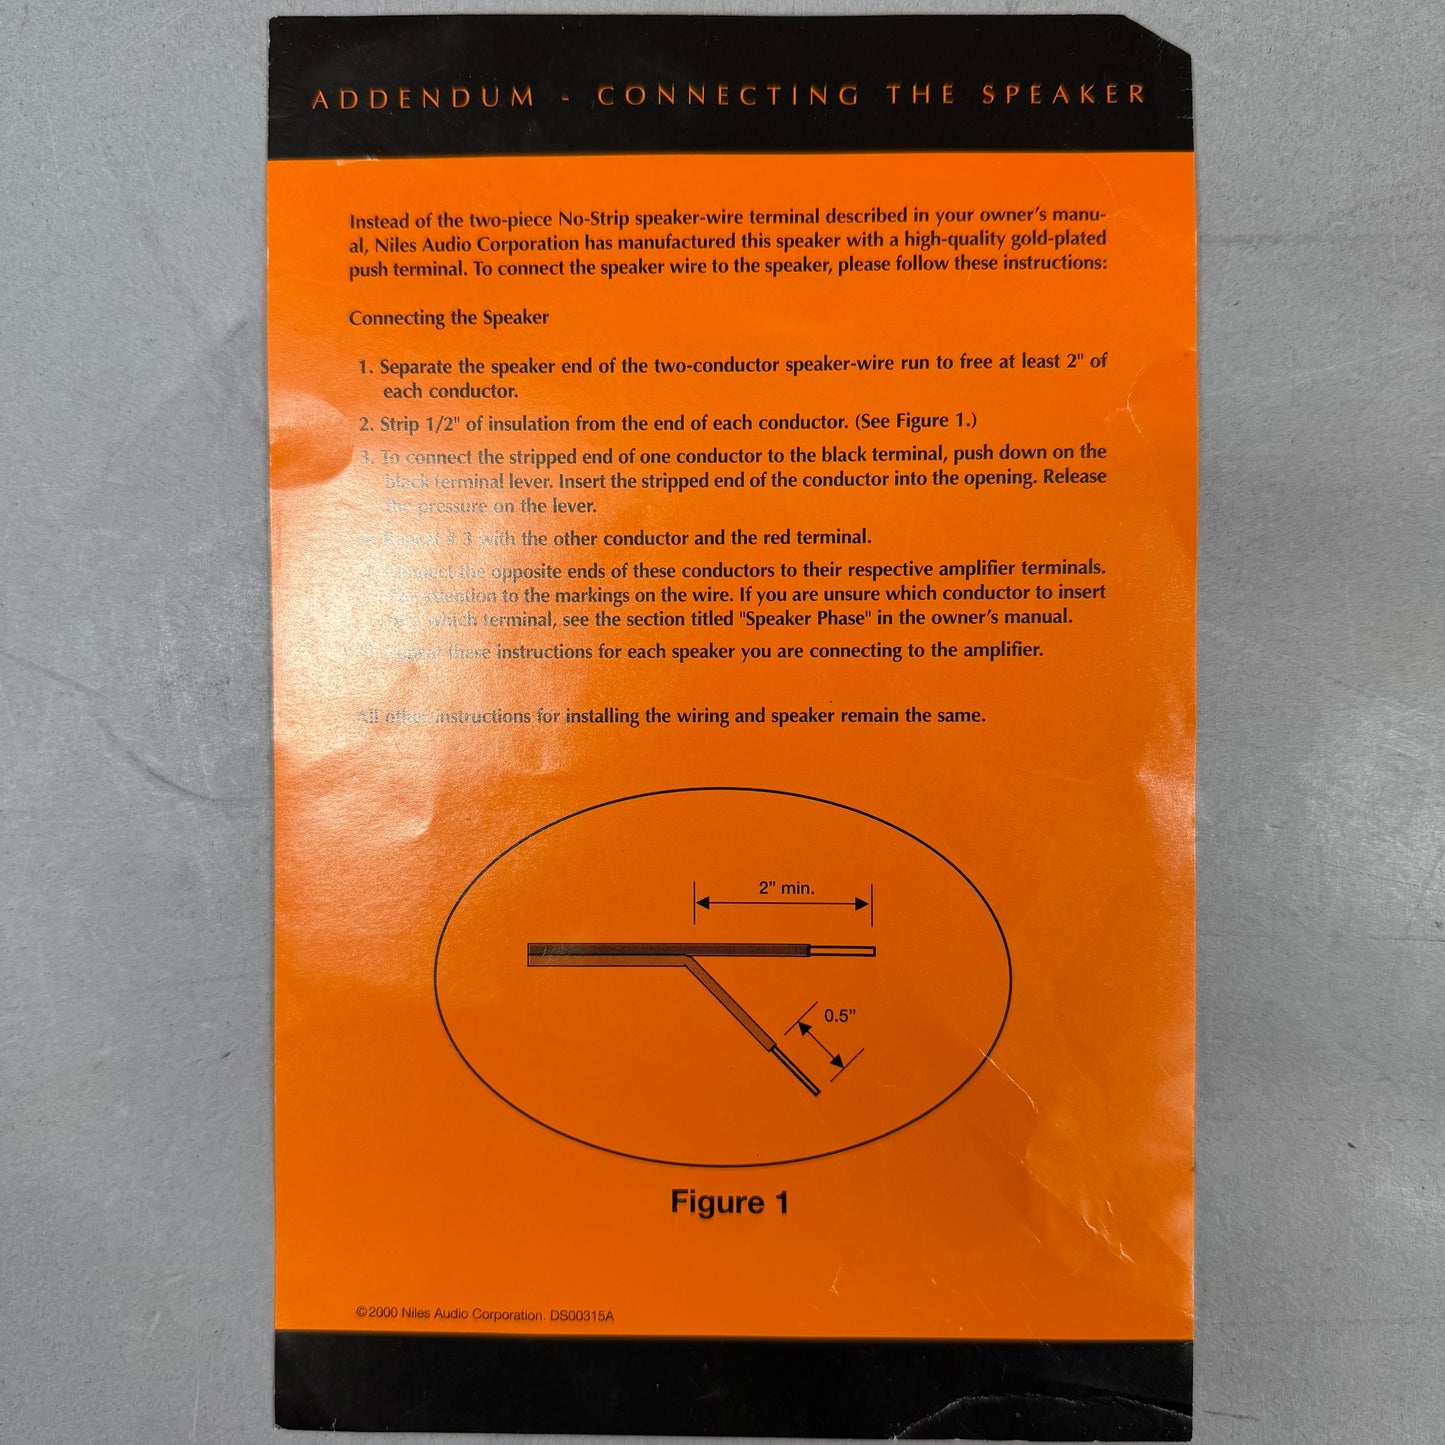 ADDENDUM - CONNECTING THE SPEAKER
Instead of the two-piece No-Strip speaker-wire terminal described in your owner's manu-
al, Niles Audio Corporation has manufactured this speaker with a high-quality gold-plated
push terminal. To connect the speaker wire to the speaker, please follow these instructions:
Connecting the Speaker
1. Separate the speaker end of the two-conductor speaker-wire run to free at least 2" of
each conductor.
2. Strip 1/2" of insulation from the end of each conductor. (See Figure 1.)
3. To connect the stripped end of one conductor to the black terminal, push down on the
black terminal lever. Insert the stripped end of the conductor into the opening. Release
the pressure on the lever.
Repeat # 3 with the other conductor and the red terminal.
Connect the opposite ends of these conductors to their respective amplifier terminals.
Pay attention to the markings on the wire. If you are unsure which conductor to insert
into which terminal, see the section titled "Speaker Phase" in the owner's manual.
Repeat these instructions for each speaker you are connecting to the amplifier.
All other instructions for installing the wiring and speaker remain the same.
2” min.
0.5”
Figure 1
©2000 Niles Audio Corporation. DS00315A